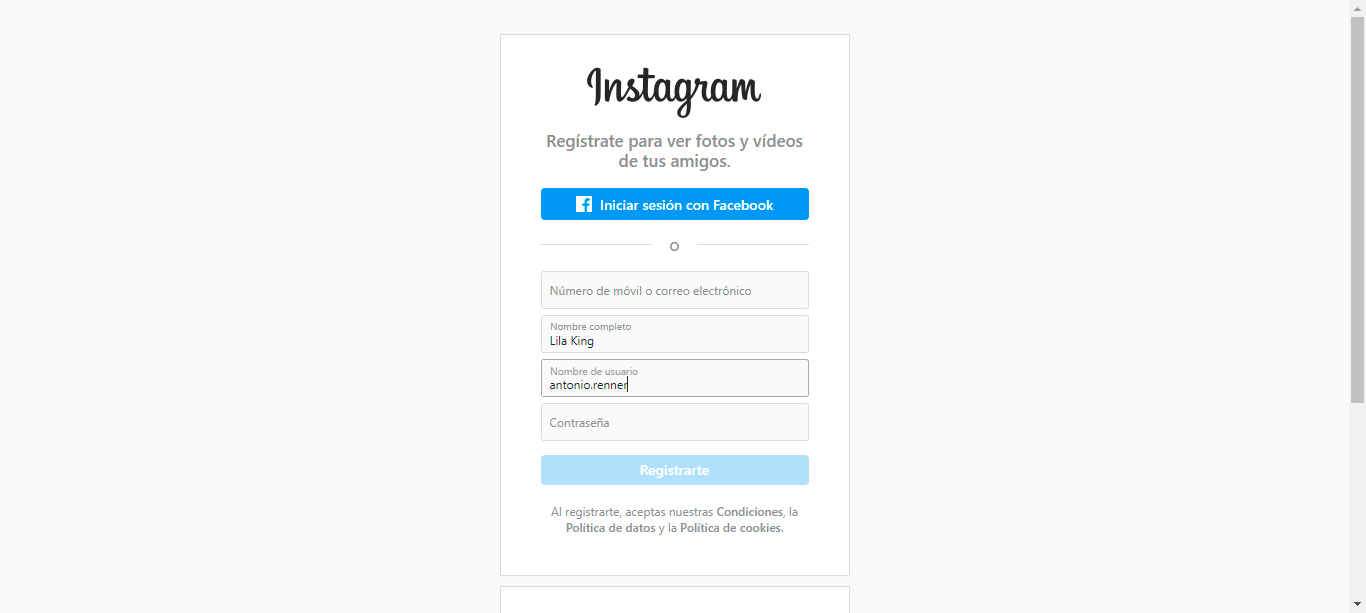 Instagram
Regístrate para ver fotos y vídeos
de tus amigos.
Iniciar sesión con Facebook
O
Número de móvil o correo electrónico
Nombre completo
Lila King
Nombre de usuario
antonio.renner
Contraseña
Registrarte
Al registrarte, aceptas nuestras Condiciones, la
Política de datos y la Política de cookies.